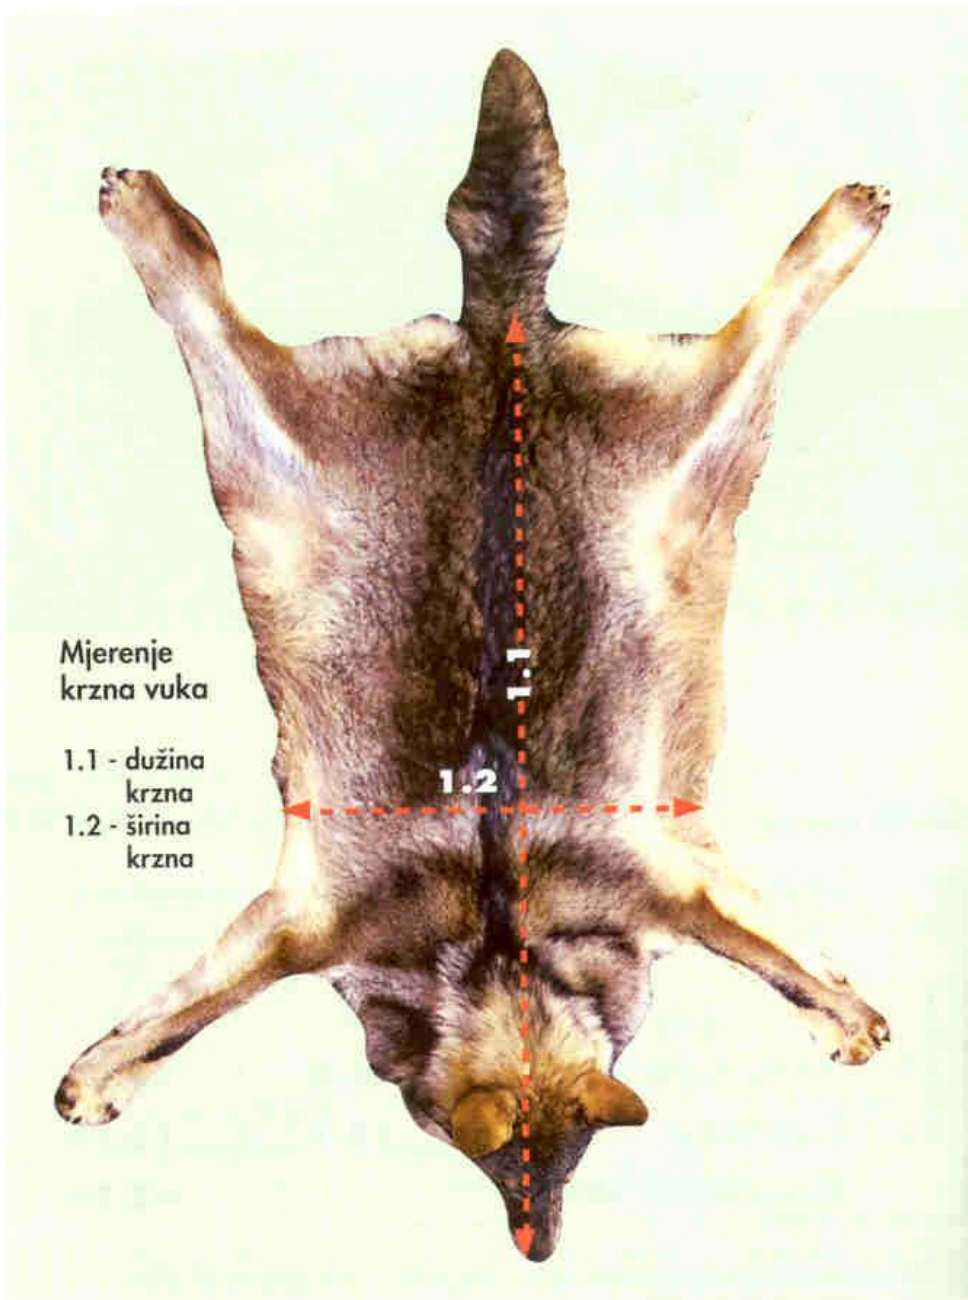 Mjerenje
krzna vuka
1.1 - dužina
krzna
1.2 - širina
krzna
1.1
1.2